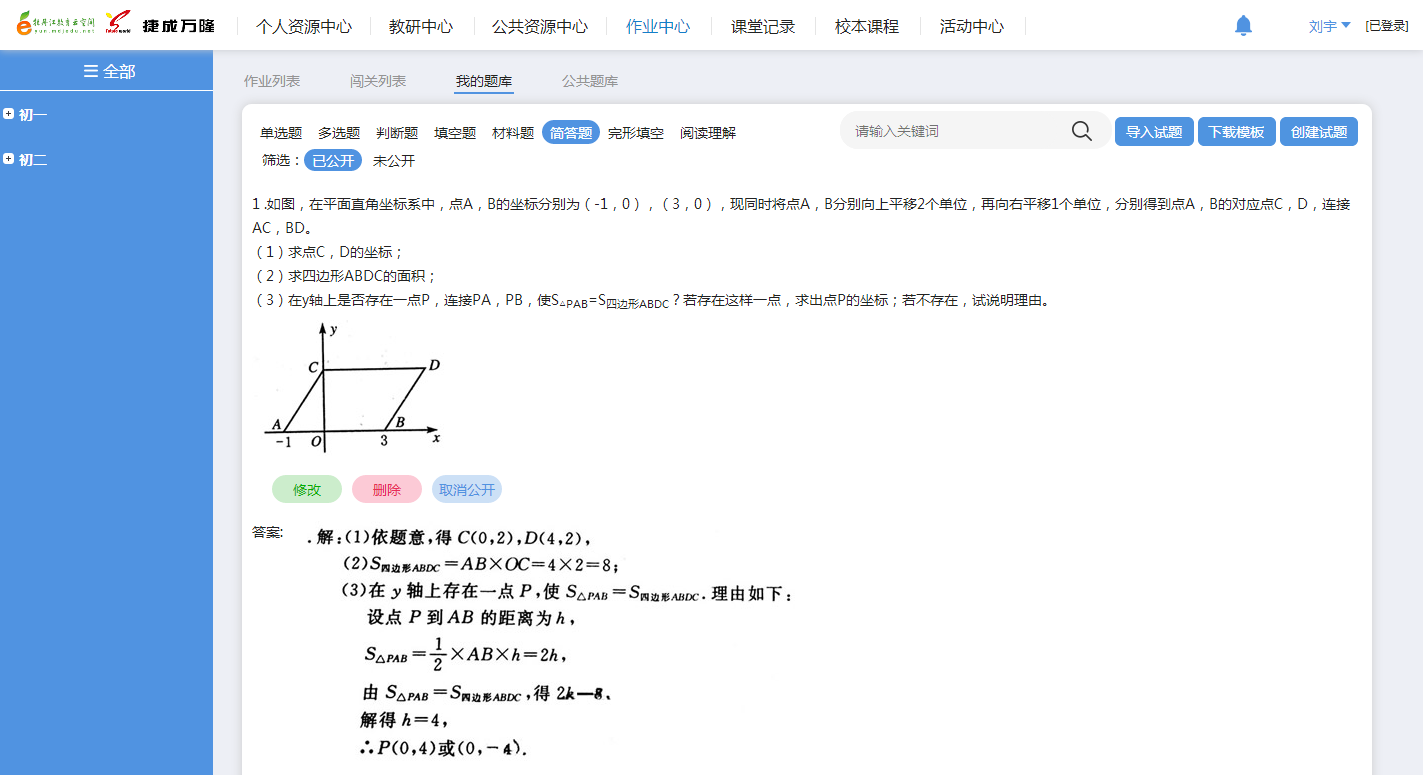 牡丹江教育云空间
yun.mdjedu.net
捷成万隆
个人资源中心 教研中心 公共资源中心 作业中心 课堂记录 校本课程 活动中心
刘宇 [已登录]
全部
初一
初二
作业列表 闯关列表 我的题库 公共题库
单选题 多选题 判断题 填空题 材料题 简答题 完形填空 阅读理解
请输入关键词 导入试题 下载模板 创建试题
筛选：已公开 未公开
1 .如图，在平面直角坐标系中，点A，B的坐标分别为（-1，0），（3，0），现同时将点A，B分别向上平移2个单位，再向右平移1个单位，分别得到点A，B的对应点C，D，连接
AC，BD。
（1）求点C，D的坐标；
（2）求四边形ABDC的面积；
（3）在y轴上是否存在一点P，连接PA，PB，使S△PAB=S四边形ABDC？若存在这样一点，求出点P的坐标；若不存在，试说明理由。
y
C D
A B
-1 O 3 x
修改 删除 取消公开
答案:
.解:(1)依题意,得 C(0,2),D(4,2),
(2)S四边形ABDC=AB×OC=4×2=8;
(3)在 y 轴上存在一点 P,使 S△PAB=S四边形ABDC.理由如下:
设点 P 到 AB 的距离为 h,
S△PAB=1/2×AB×h=2h,
由 S△PAB=S四边形ABDC,得 2k—8.
解得 h=4,
∴P(0,4)或(0,-4).